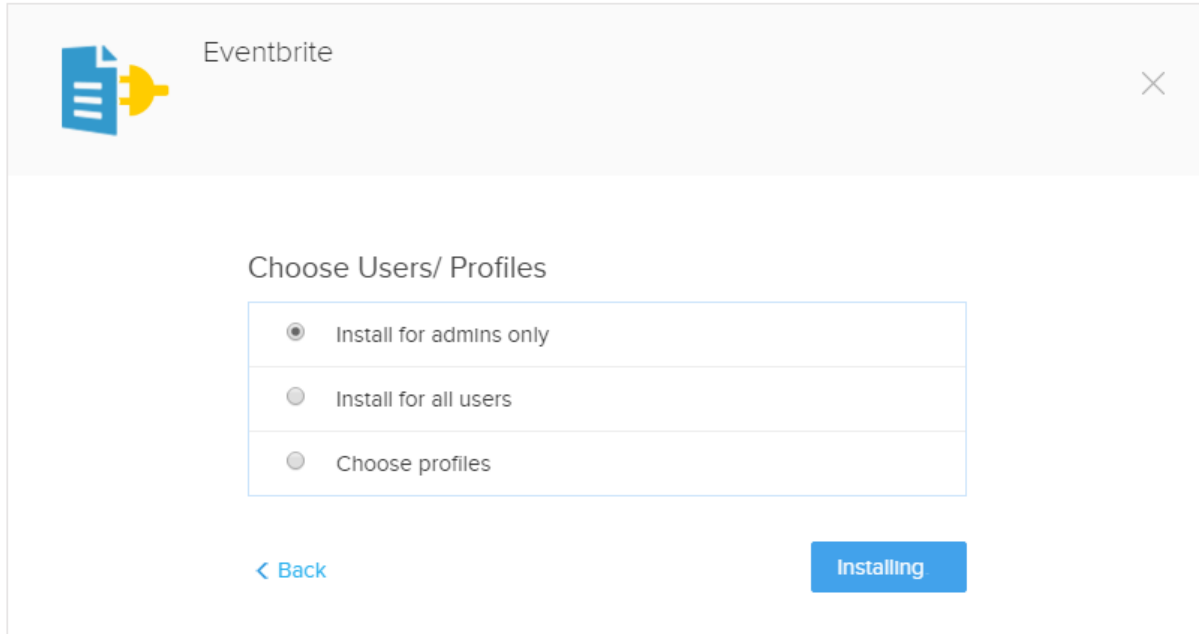 Eventbrite
Choose Users/ Profiles
Install for admins only
Install for all users
Choose profiles
Back
Installing.